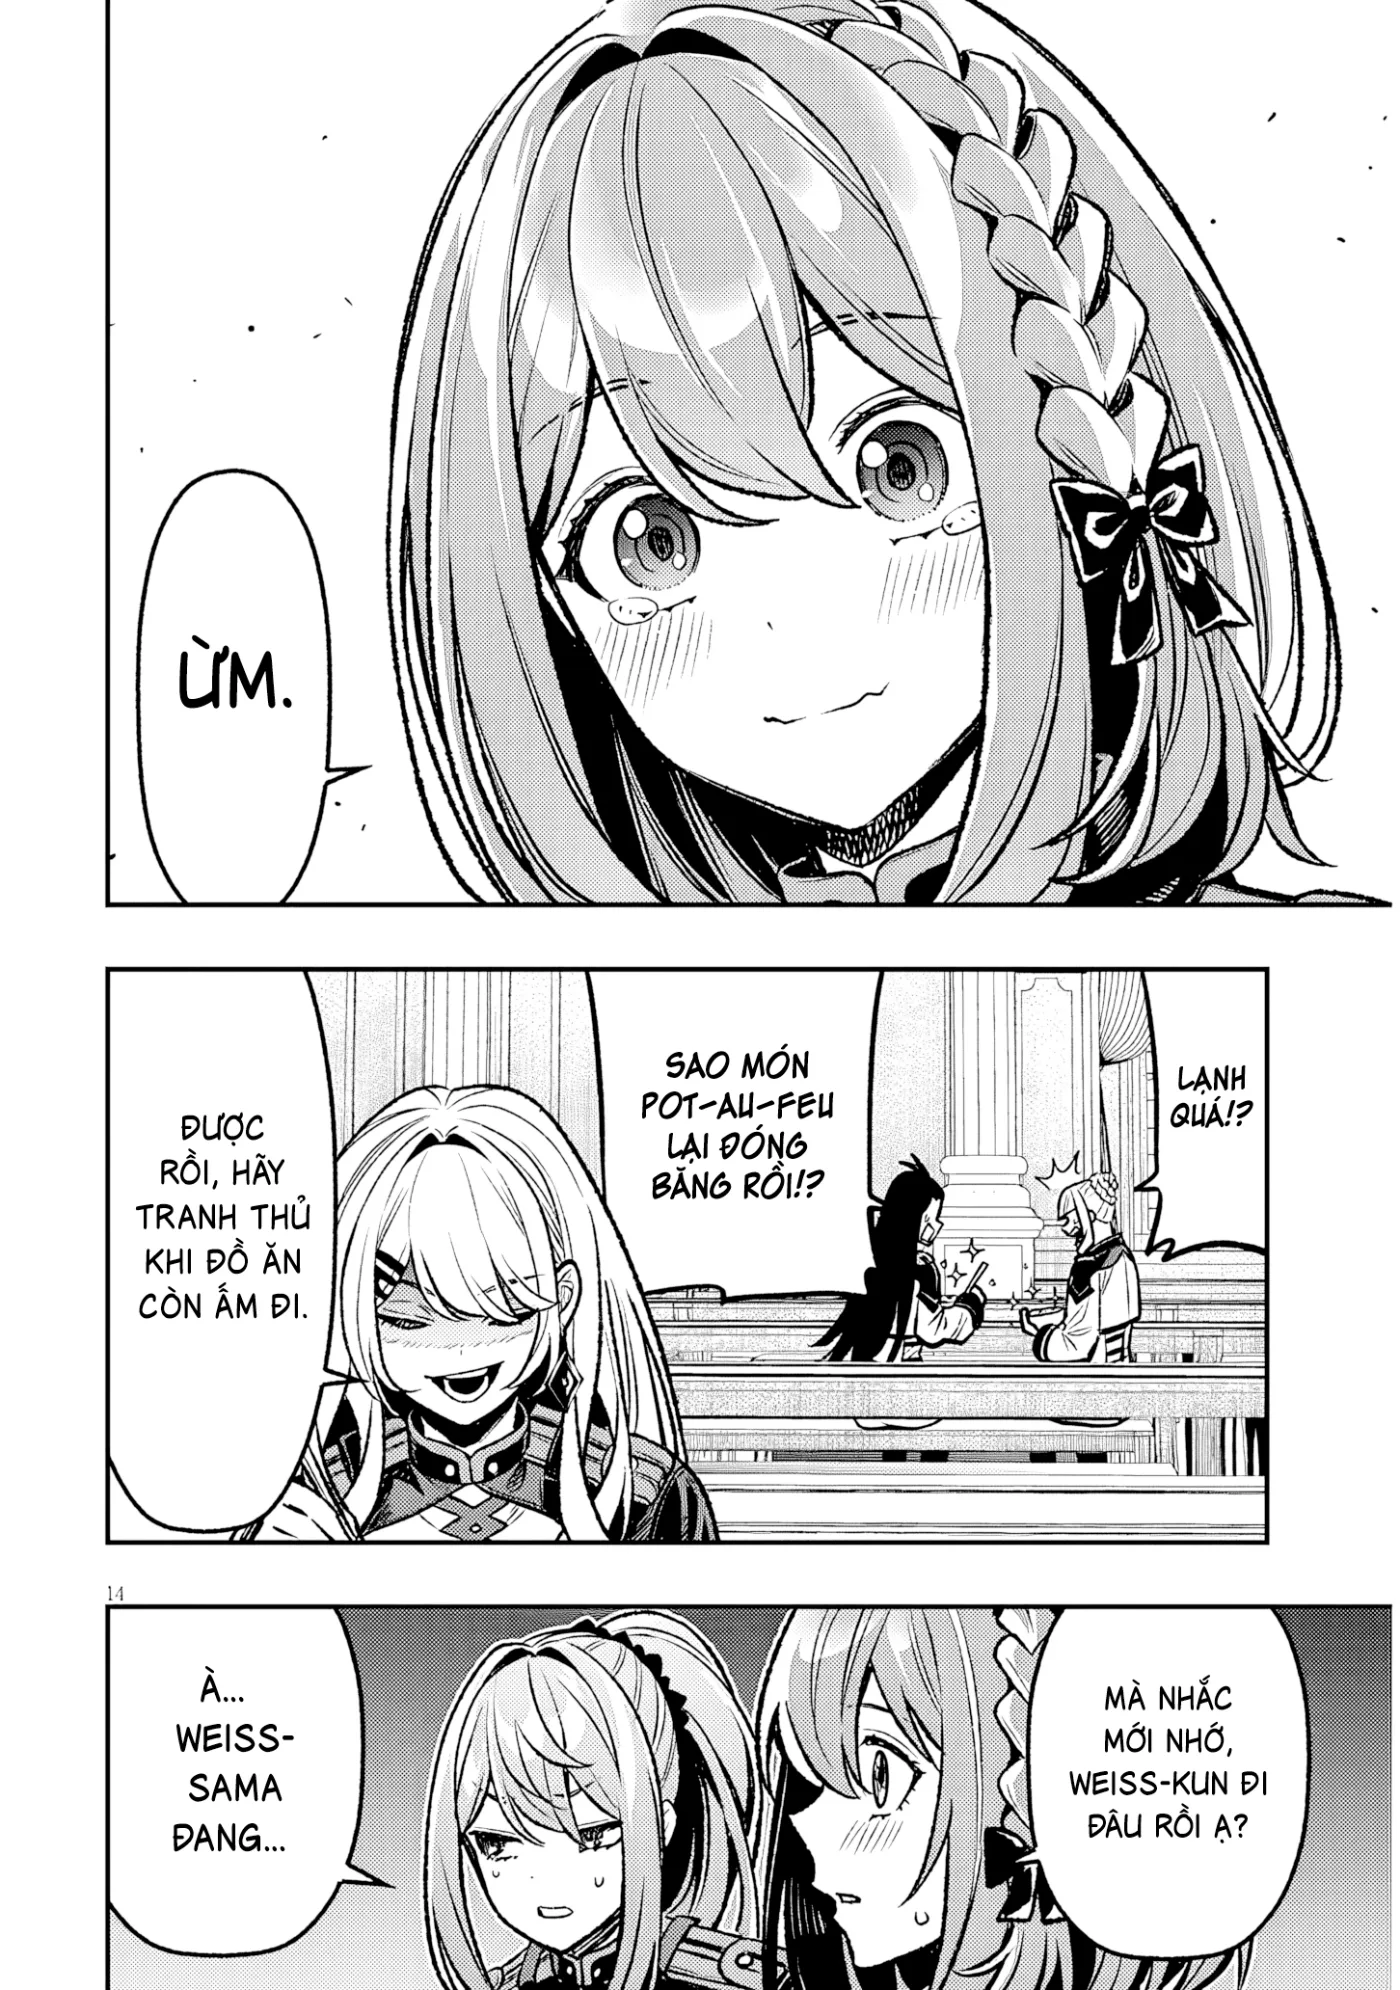 ỪM.
LẠNH
QUÁ!?
SAO MÓN
POT-AU-FEU
LẠI ĐÓNG
BĂNG RỒI!?
ĐƯỢC
RỒI, HÃY
TRANH THỦ
KHI ĐỒ ĂN
CÒN ẤM ĐI.
14
MÀ NHẮC
MỚI NHỚ,
WEISS-KUN ĐI
ĐÂU RỒI Ạ?
À...
WEISS-
SAMA
ĐANG...